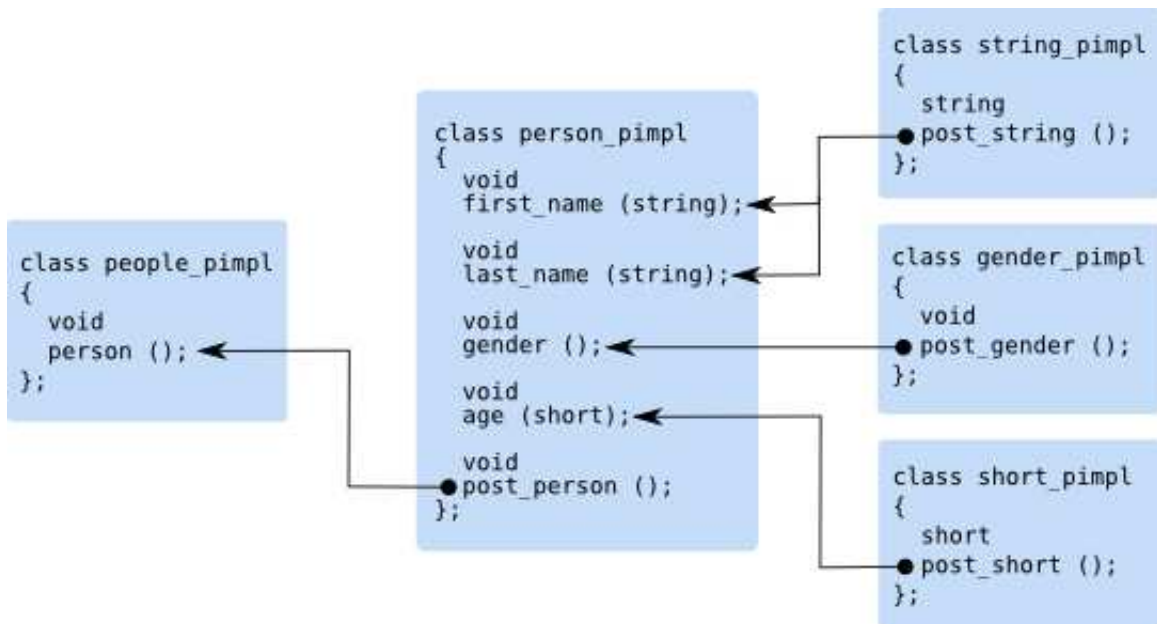 class people_pimpl
{
void
person ();
};
class person_pimpl
{
void
first_name (string);
void
last_name (string);
void
gender ();
void
age (short);
void
post_person ();
};
class string_pimpl
{
string
post_string ();
};
class gender_pimpl
{
void
post_gender ();
};
class short_pimpl
{
short
post_short ();
};